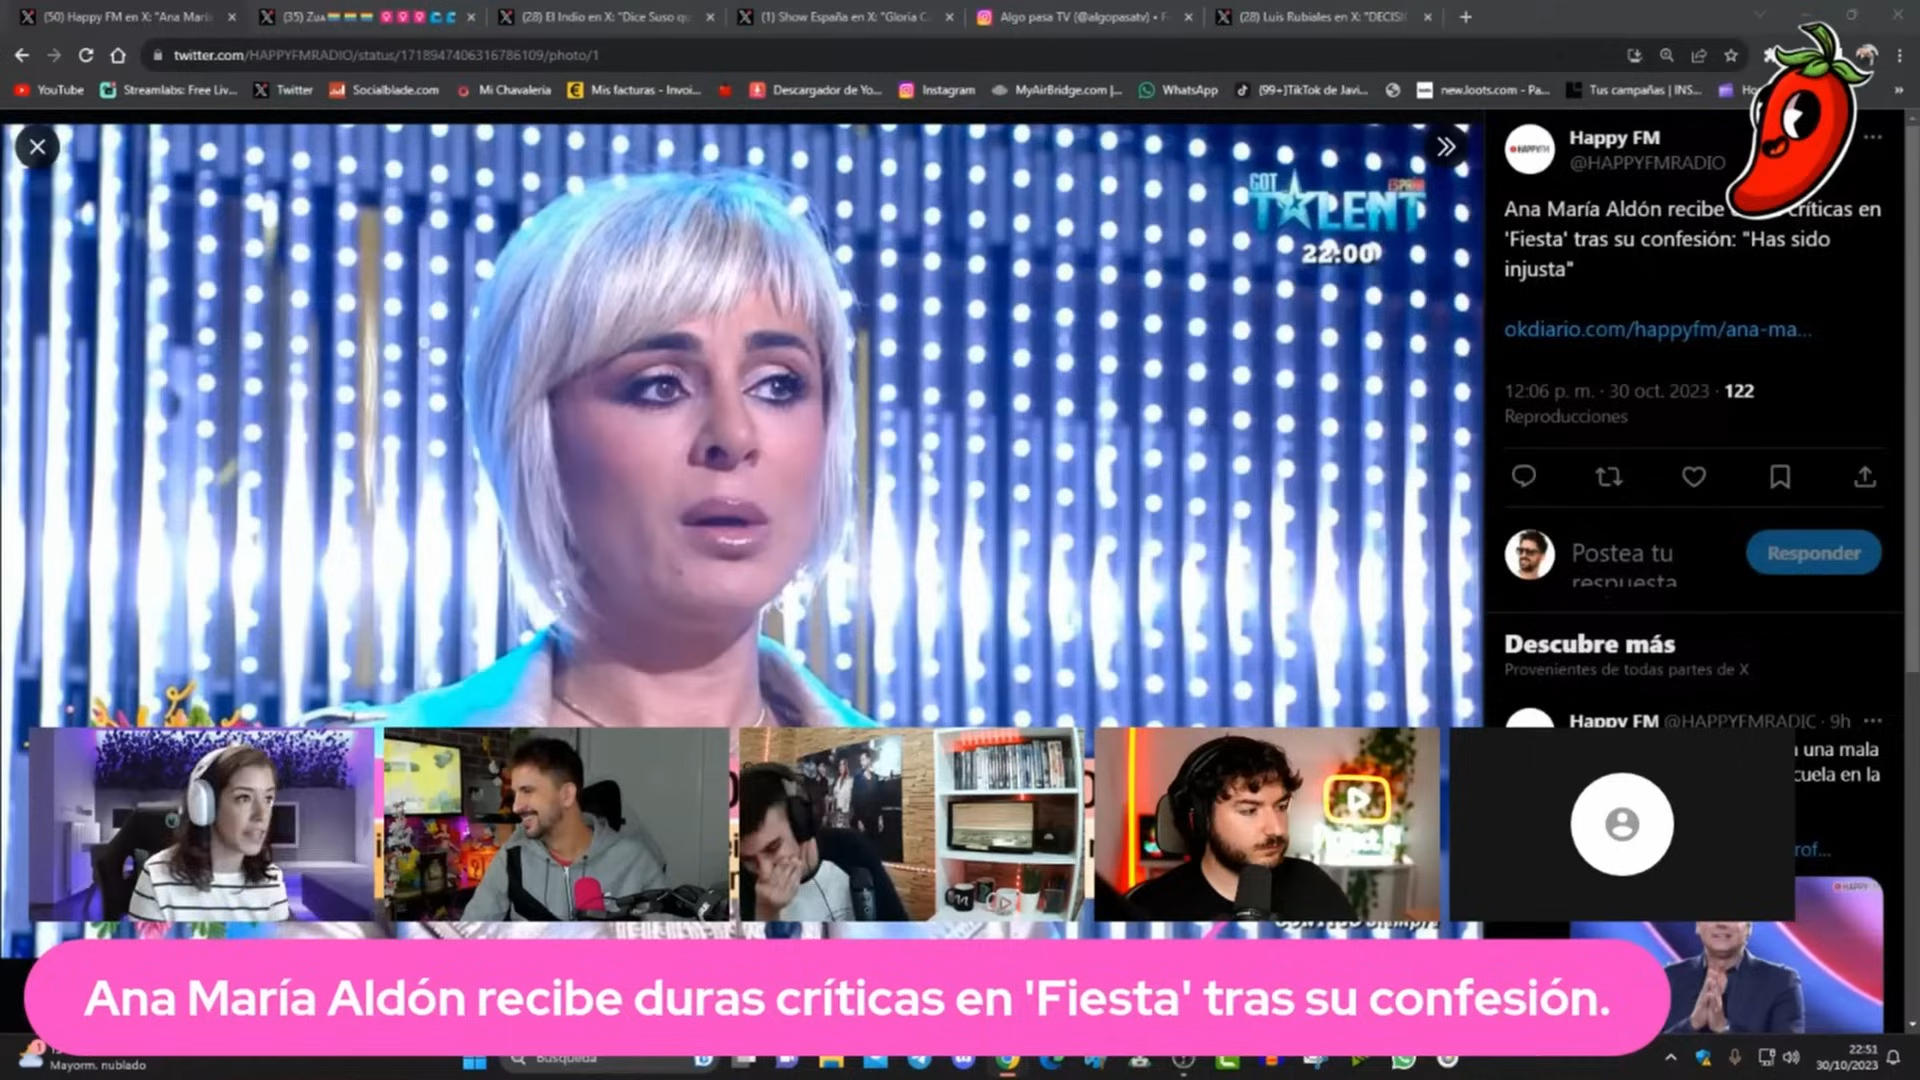 (50) Happy FM en X: "Ana Marí
(35) Zua
(28) El Indio en X: "Dice Suso qu
(1) Show España en X: "Gloria C
Algo pasa TV (@algopasatv) • F
(28) Luis Rubiales en X: "DECISI
twitter.com/HAPPYFMRADIO/status/1718947406316786109/photo/1
YouTube
Streamlabs: Free Liv...
Twitter
Socialblade.com
Mi Chavaleria
Mis facturas - Invoi...
Descargador de Yo...
Instagram
MyAirBridge.com |...
WhatsApp
(99+)TikTok de Javi...
new.loots.com - Pa...
Tus campañas | INS...
GOT
ESPAÑA
TALENT
22:00
HAPPYFM
Happy FM
@HAPPYFMRADIO
Ana María Aldón recibe críticas en
'Fiesta' tras su confesión: "Has sido
injusta"
okdiario.com/happyfm/ana-ma...
12:06 p. m. · 30 oct. 2023 · 122
Reproducciones
Postea tu
respuesta
Responder
Descubre más
Provenientes de todas partes de X
Happy FM @HAPPYFMRADIC · 9h
una mala
cuela en la
rof...
Ana María Aldón recibe duras críticas en 'Fiesta' tras su confesión.
Mayorm. nublado
Búsqueda
22:51
30/10/2023